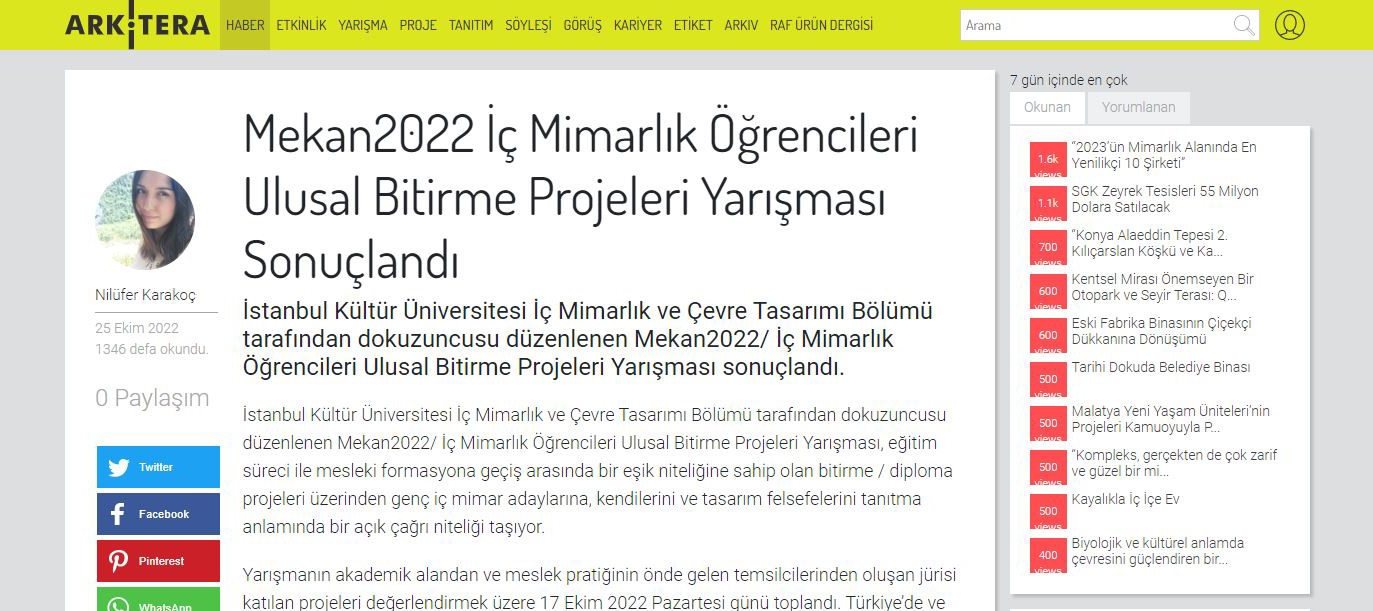 ARKITERA
HABER ETKİNLİK YARIŞMA PROJE TANITIM SÖYLEŞİ GÖRÜŞ KARİYER ETİKET ARKIV RAF ÜRÜN DERGİSİ
Arama
Mekan2022 İç Mimarlık Öğrencileri
Ulusal Bitirme Projeleri Yarışması
Sonuçlandı
Nilüfer Karakoç
25 Ekim 2022
1346 defa okundu.
0 Paylaşım
Twitter
Facebook
Pinterest
WhatsApp
İstanbul Kültür Üniversitesi İç Mimarlık ve Çevre Tasarımı Bölümü
tarafından dokuzuncusu düzenlenen Mekan2022/ İç Mimarlık
Öğrencileri Ulusal Bitirme Projeleri Yarışması sonuçlandı.
İstanbul Kültür Üniversitesi İç Mimarlık ve Çevre Tasarımı Bölümü tarafından dokuzuncusu
düzenlenen Mekan2022/ İç Mimarlık Öğrencileri Ulusal Bitirme Projeleri Yarışması, eğitim
süreci ile mesleki formasyona geçiş arasında bir eşik niteliğine sahip olan bitirme / diploma
projeleri üzerinden genç iç mimar adaylarına, kendilerini ve tasarım felsefelerini tanıtma
anlamında bir açık çağrı niteliği taşıyor.
Yarışmanın akademik alandan ve meslek pratiğinin önde gelen temsilcilerinden oluşan jürisi
katılan projeleri değerlendirmek üzere 17 Ekim 2022 Pazartesi günü toplandı. Türkiye'de ve
7 gün içinde en çok
Okunan Yorumlanan
1.6k views
"2023'ün Mimarlık Alanında En
Yenilikçi 10 Şirketi"
1.1k views
SGK Zeyrek Tesisleri 55 Milyon
Dolara Satılacak
700 views
"Konya Alaeddin Tepesi 2.
Kılıçarslan Köşkü ve Ka...
600 views
Kentsel Mirası Önemseyen Bir
Otopark ve Seyir Terası: Q...
600 views
Eski Fabrika Binasının Çiçekçi
Dükkanına Dönüşümü
500 views
Tarihi Dokuda Belediye Binası
500 views
Malatya Yeni Yaşam Üniteleri'nin
Projeleri Kamuoyuyla P...
500 views
"Kompleks, gerçekten de çok zarif
ve güzel bir mi...
500 views
Kayalıkla İç İçe Ev
400 views
Biyolojik ve kültürel anlamda
çevresini güçlendiren bir...